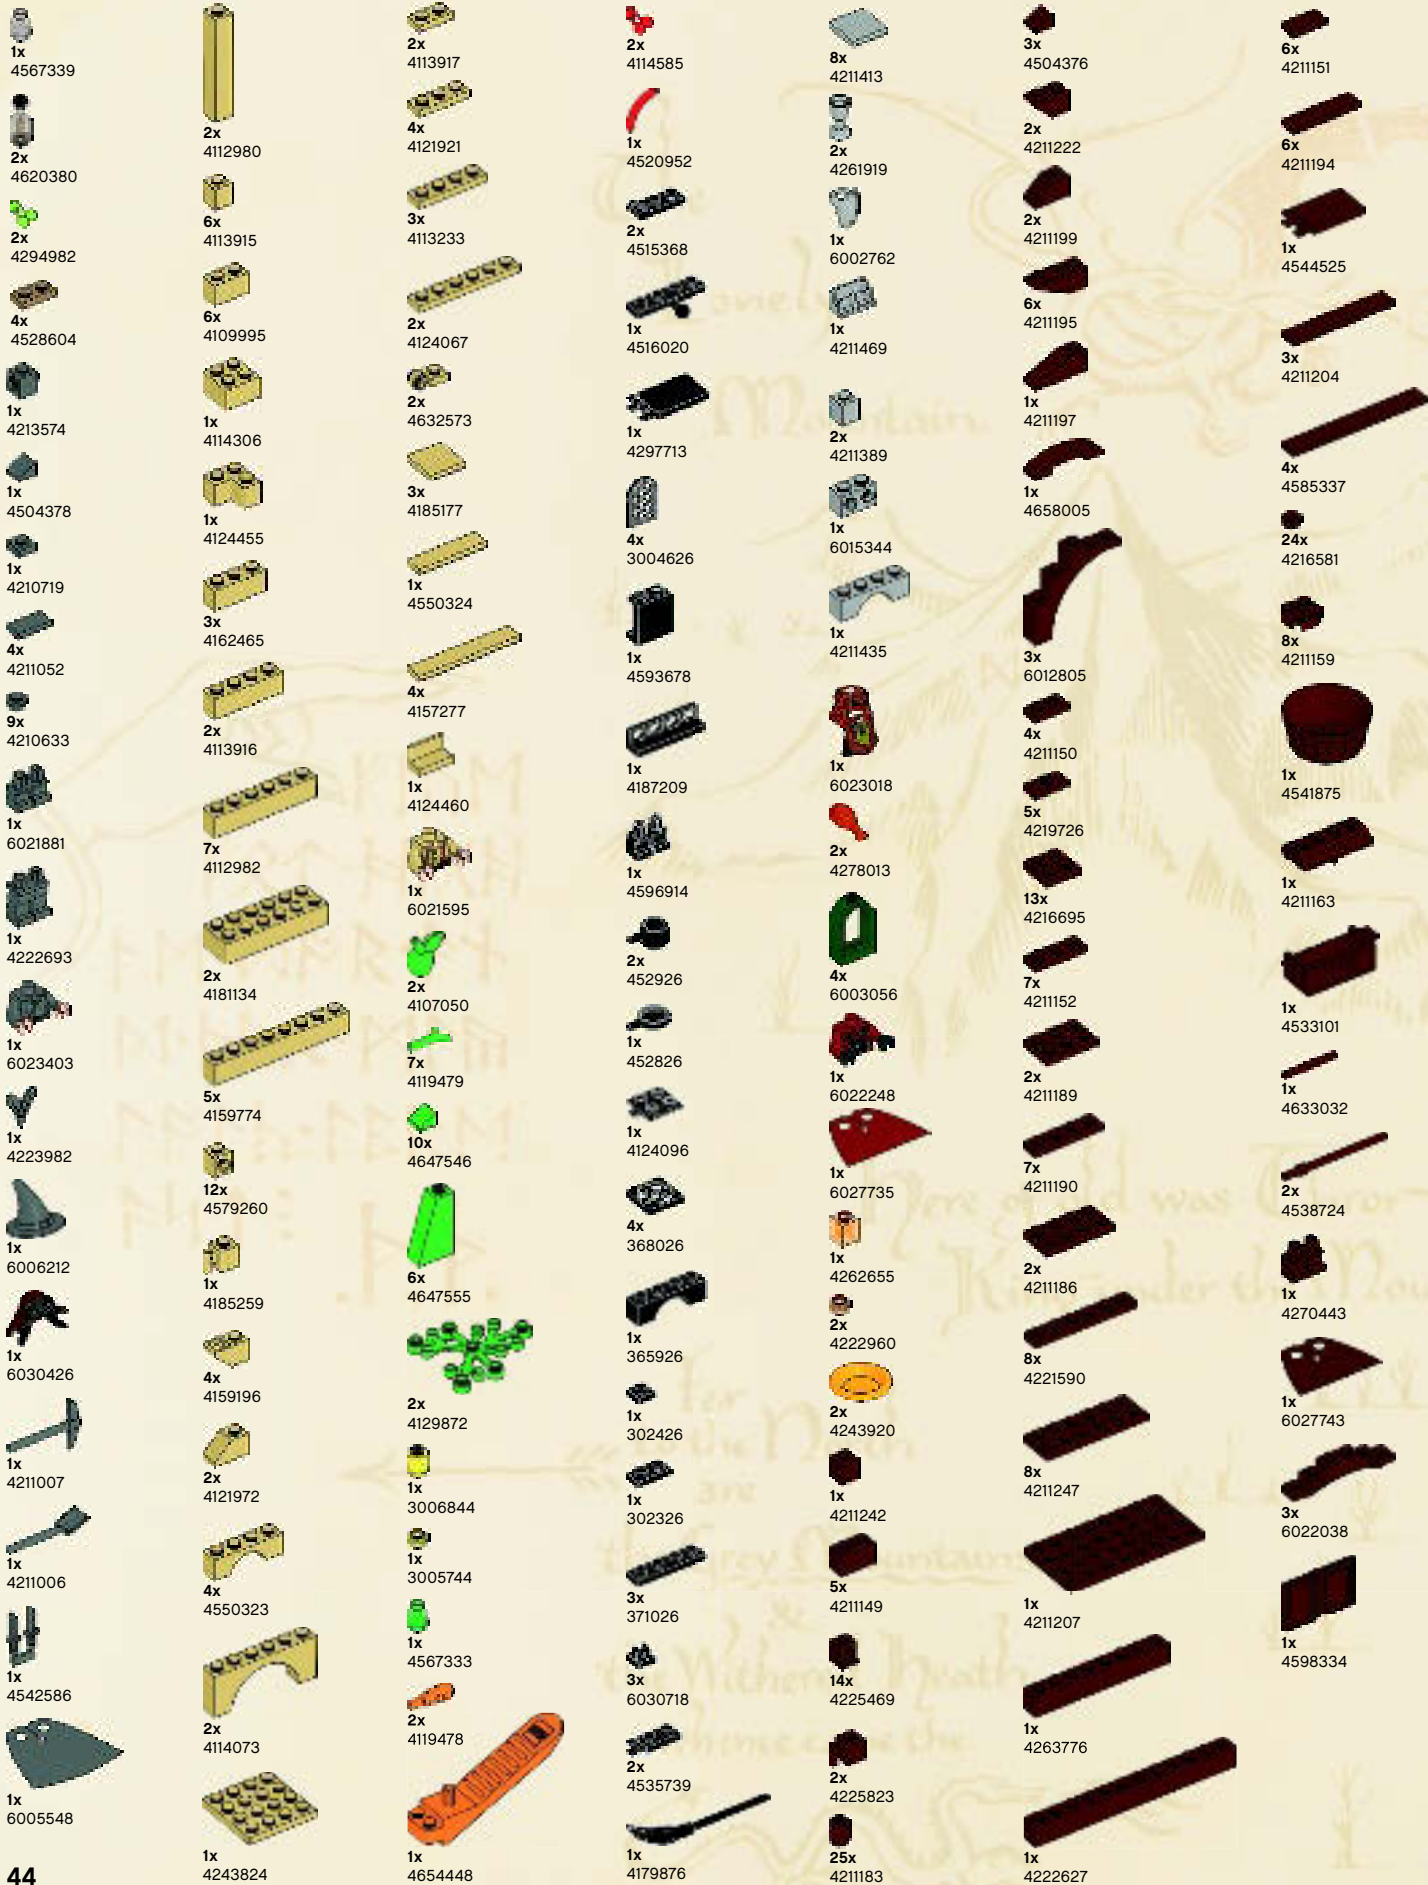 1x
4567339
2x
4620380
2x
4294982
4x
4528604
1x
4213574
1x
4504378
1x
4210719
4x
4211052
9x
4210633
1x
6021881
1x
4222693
1x
6023403
1x
4223982
1x
6006212
1x
6030426
1x
4211007
1x
4211006
1x
4542586
1x
6005548
44
2x
4112980
6x
4113915
6x
4109995
1x
4114306
1x
4124455
3x
4162465
2x
4113916
7x
4112982
2x
4181134
5x
4159774
12x
4579260
1x
4185259
4x
4159196
2x
4121972
4x
4550323
2x
4114073
1x
4243824
2x
4113917
4x
4121921
3x
4113233
2x
4124067
2x
4632573
3x
4185177
1x
4550324
4x
4157277
1x
4124460
1x
6021595
2x
4107050
7x
4119479
10x
4647546
6x
4647555
2x
4129872
1x
3006844
1x
3005744
1x
4567333
2x
4119478
1x
4654448
2x
4114585
1x
4520952
2x
4515368
1x
4516020
1x
4297713
4x
3004626
1x
4593678
1x
4187209
1x
4596914
2x
452926
1x
452826
1x
4124096
4x
368026
1x
365926
1x
302426
1x
302326
3x
371026
3x
6030718
2x
4535739
1x
4179876
8x
4211413
2x
4261919
1x
6002762
1x
4211469
2x
4211389
1x
6015344
1x
4211435
1x
6023018
2x
4278013
4x
6003056
1x
6022248
1x
6027735
1x
4262655
2x
4222960
2x
4243920
1x
4211242
5x
4211149
14x
4225469
2x
4225823
25x
4211183
3x
4504376
2x
4211222
2x
4211199
6x
4211195
1x
4211197
1x
4658005
3x
6012805
4x
4211150
5x
4219726
13x
4216695
7x
4211152
2x
4211189
7x
4211190
2x
4211186
8x
4221590
8x
4211247
1x
4211207
1x
4263776
1x
4222627
6x
4211151
6x
4211194
1x
4544525
3x
4211204
4x
4585337
24x
4216581
8x
4211159
1x
4541875
1x
4211163
1x
4533101
1x
4633032
2x
4538724
1x
4270443
1x
6027743
3x
6022038
1x
4598334
The
Lonely
Mountain.
Here of old was Thror
King under the Mou